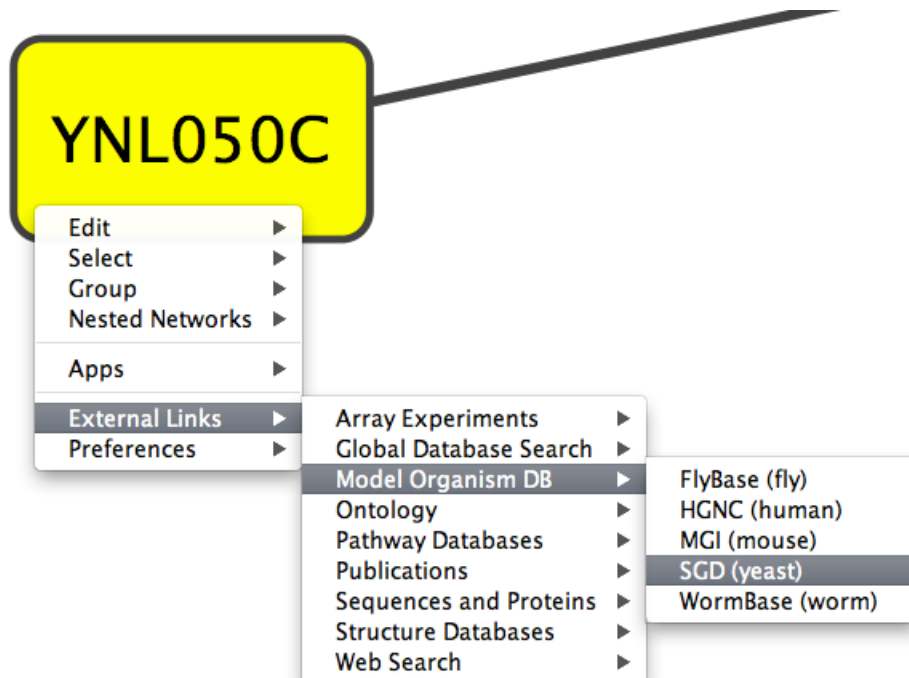 YNL050C
Edit
Select
Group
Nested Networks
Apps
External Links
Preferences
Array Experiments
Global Database Search
Model Organism DB
Ontology
Pathway Databases
Publications
Sequences and Proteins
Structure Databases
Web Search
FlyBase (fly)
HGNC (human)
MGI (mouse)
SGD (yeast)
WormBase (worm)